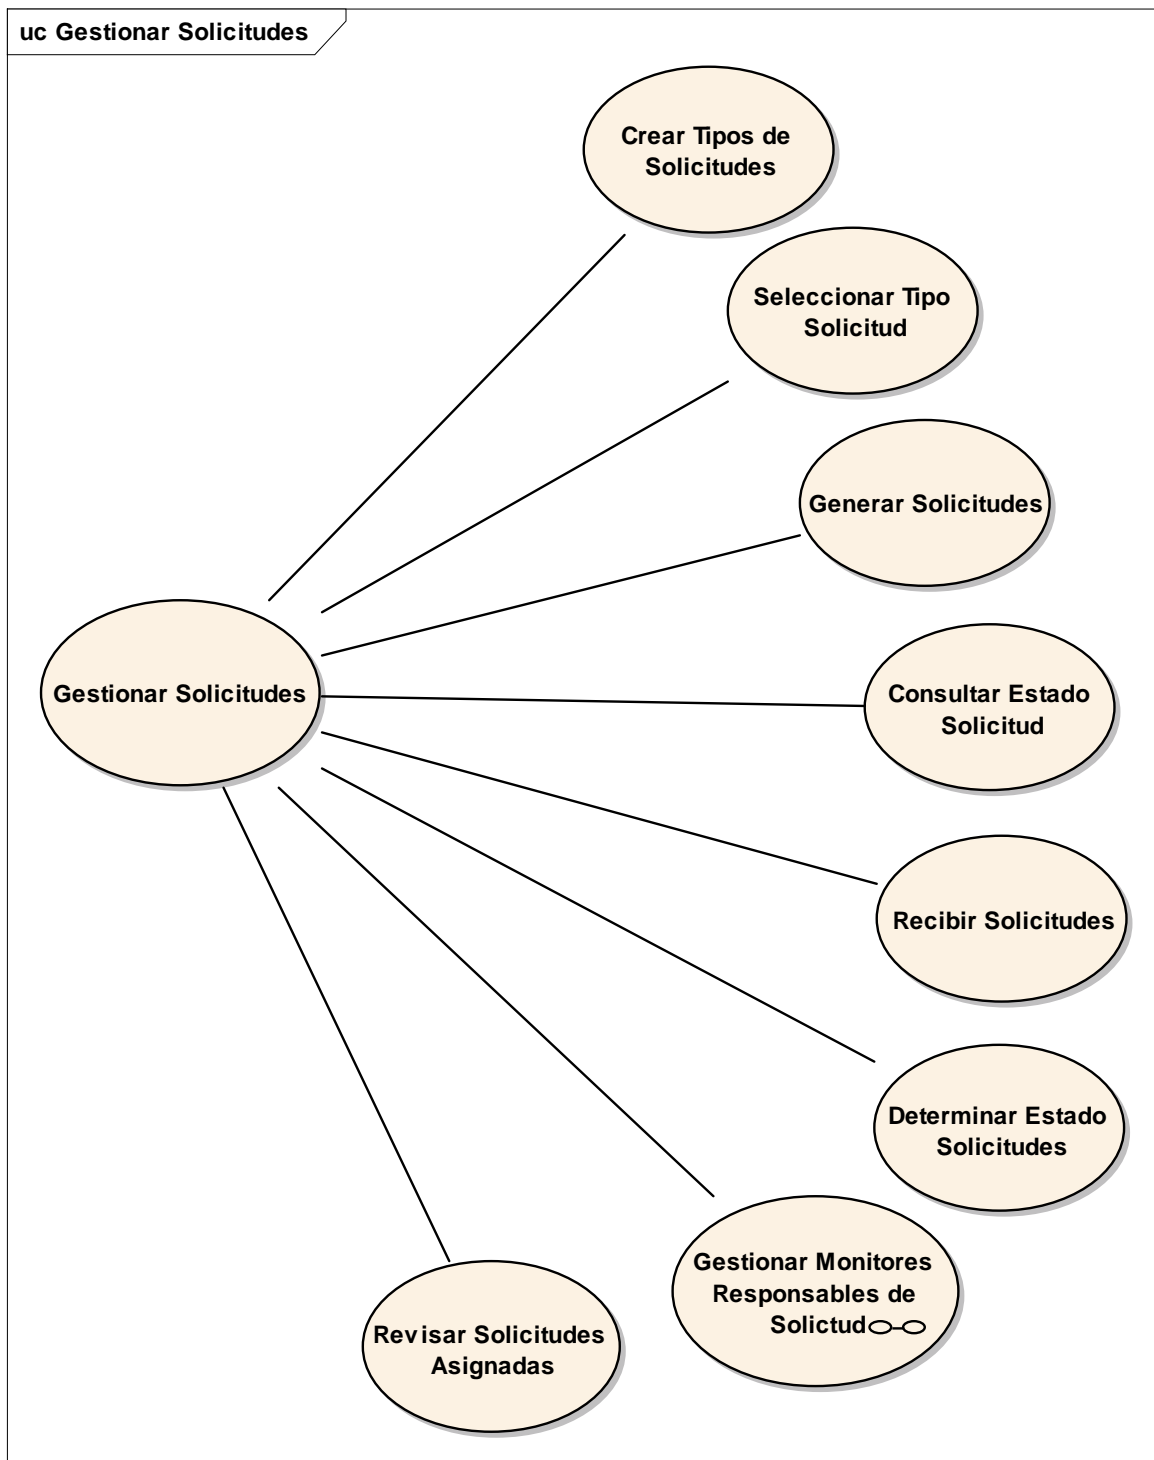 uc Gestionar Solicitudes
Crear Tipos de
Solicitudes
Seleccionar Tipo
Solicitud
Generar Solicitudes
Gestionar Solicitudes
Consultar Estado
Solicitud
Recibir Solicitudes
Determinar Estado
Solicitudes
Gestionar Monitores
Responsables de
Solictud
Revisar Solicitudes
Asignadas